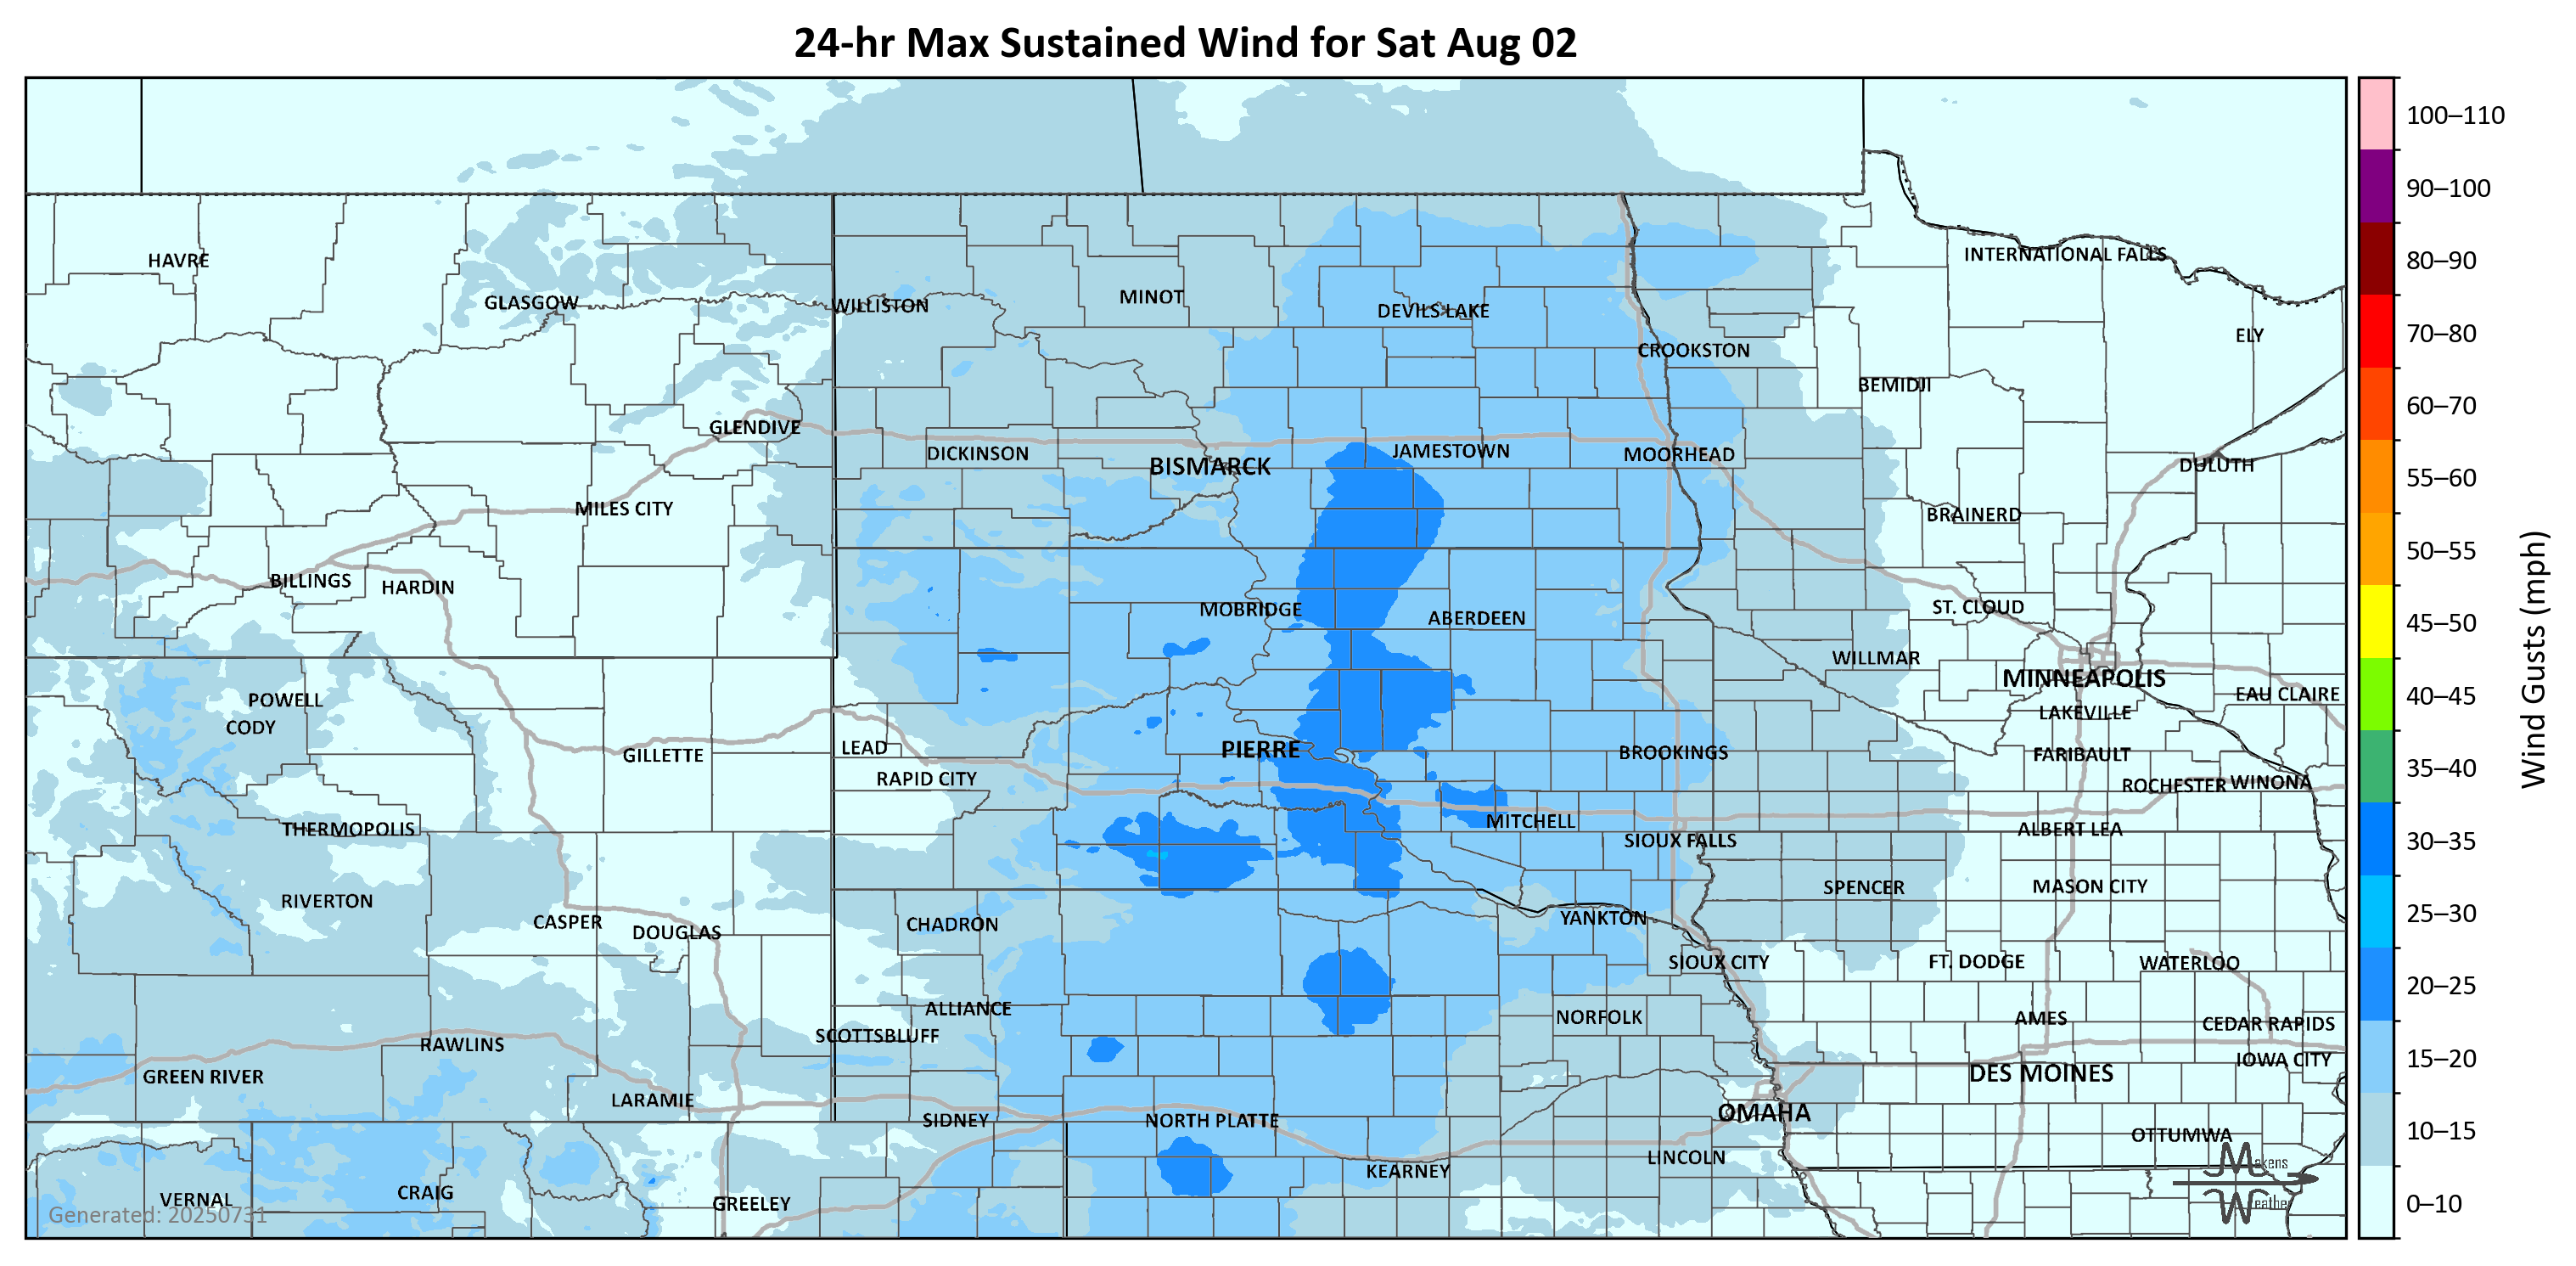 24-hr Max Sustained Wind for Sat Aug 02
100–110
90–100
80–90
70–80
60–70
55–60
50–55
45–50
40–45
35–40
30–35
25–30
20–25
15–20
10–15
0–10
Wind Gusts (mph)
HAVRE
GLASGOW
WILLISTON
MINOT
DEVILS LAKE
INTERNATIONAL FALLS
ELY
CROOKSTON
BEMIDJI
GLENDIVE
DICKINSON
BISMARCK
JAMESTOWN
MOORHEAD
DULUTH
MILES CITY
BRAINERD
BILLINGS
HARDIN
MOBRIDGE
ABERDEEN
ST. CLOUD
WILLMAR
MINNEAPOLIS
EAU CLAIRE
POWELL
CODY
LAKEVILLE
GILLETTE
LEAD
PIERRE
BROOKINGS
FARIBAULT
RAPID CITY
ROCHESTER
WINONA
THERMOPOLIS
MITCHELL
SIOUX FALLS
ALBERT LEA
RIVERTON
SPENCER
MASON CITY
CASPER
DOUGLAS
CHADRON
YANKTON
SIOUX CITY
FT. DODGE
WATERLOO
ALLIANCE
SCOTTSBLUFF
NORFOLK
AMES
CEDAR RAPIDS
RAWLINS
IOWA CITY
GREEN RIVER
DES MOINES
LARAMIE
SIDNEY
NORTH PLATTE
OMAHA
OTTUMWA
KEARNEY
LINCOLN
VERNAL
CRAIG
GREELEY
Generated: 20250731
Makens
Weather